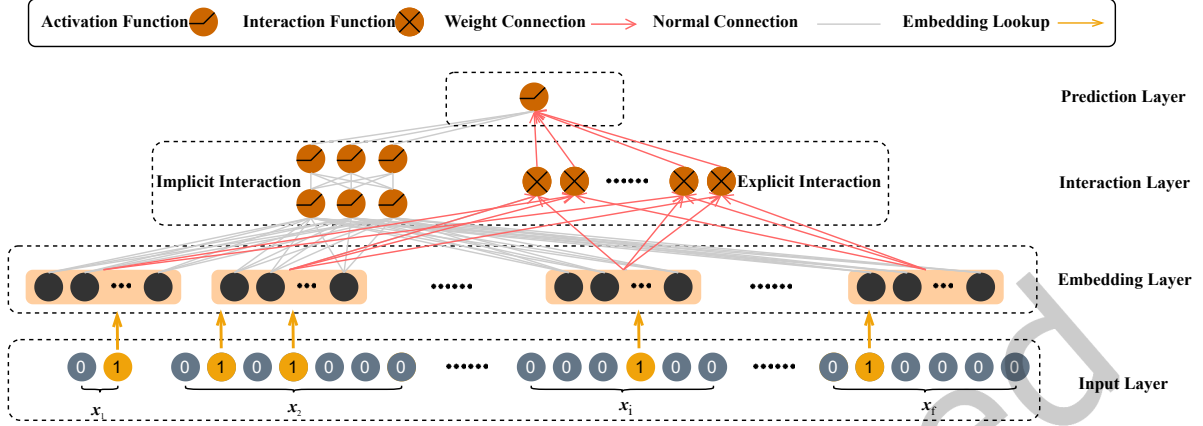 Activation Function Interaction Function Weight Connection Normal Connection Embedding Lookup
Prediction Layer
Implicit Interaction ...... Explicit Interaction
Interaction Layer
... ... ...... ... ...... ...
Embedding Layer
0 1 0 1 0 1 0 0 0 ...... 0 0 0 1 0 0 ...... 0 1 0 0 0 0
Input Layer
x₁ x₂ xᵢ x_f
ed